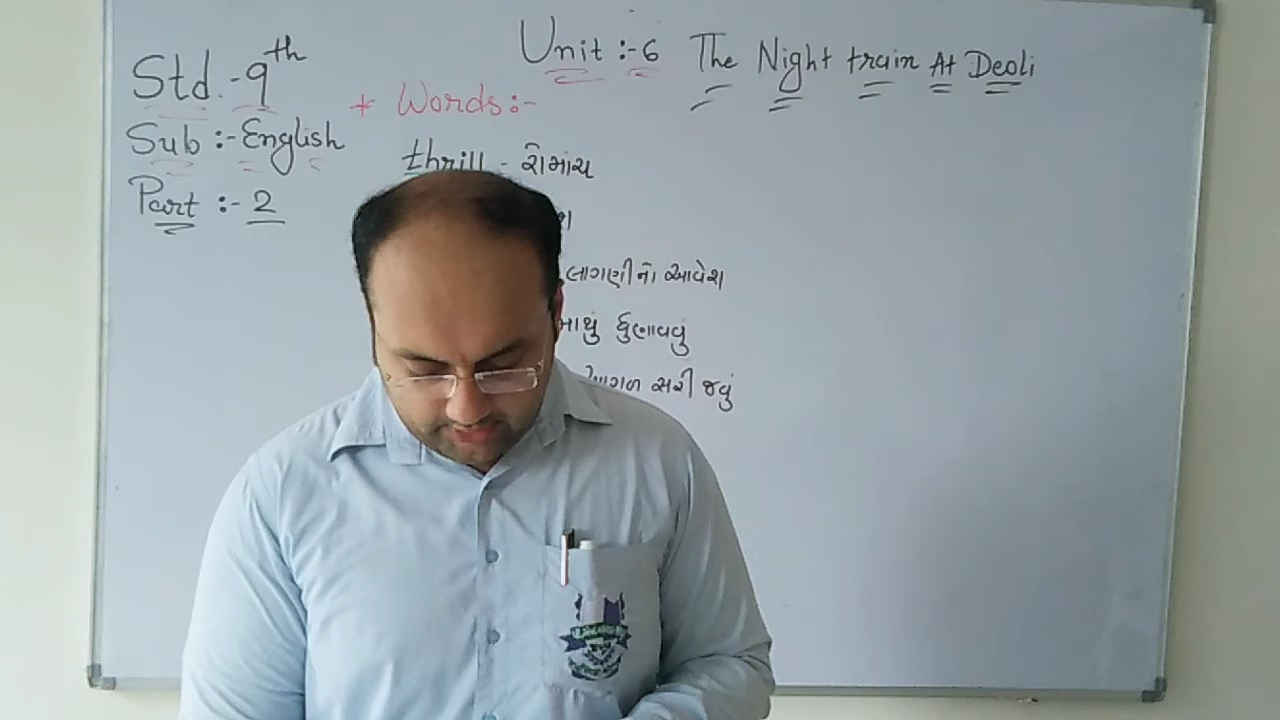 Unit :- 6 The Night train At Deoli
Std. - 9th
* Words :-
Sub :- English
thrill - રોમાંચ
Part :- 2
લાગણીનો આવેશ
માથું ધુણાવવું
આગળ સરી જવું